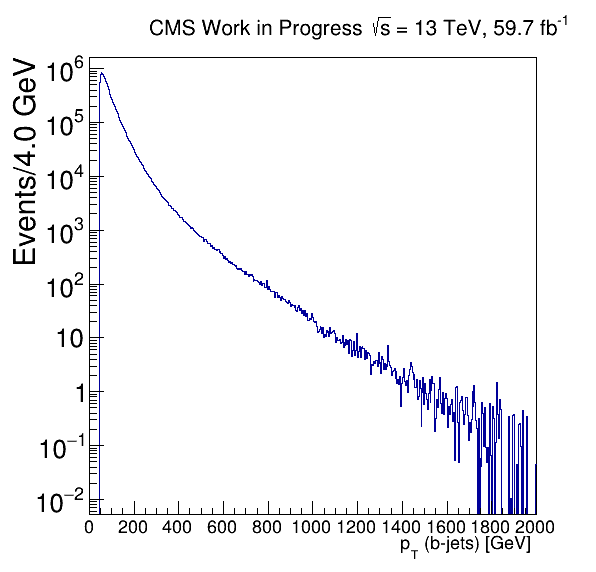 CMS Work in Progress √s = 13 TeV, 59.7 fb⁻¹
Events/4.0 GeV
10⁶
10⁵
10⁴
10³
10²
10
1
10⁻¹
10⁻²
0 200 400 600 800 1000 1200 1400 1600 1800 2000
p_T (b-jets) [GeV]